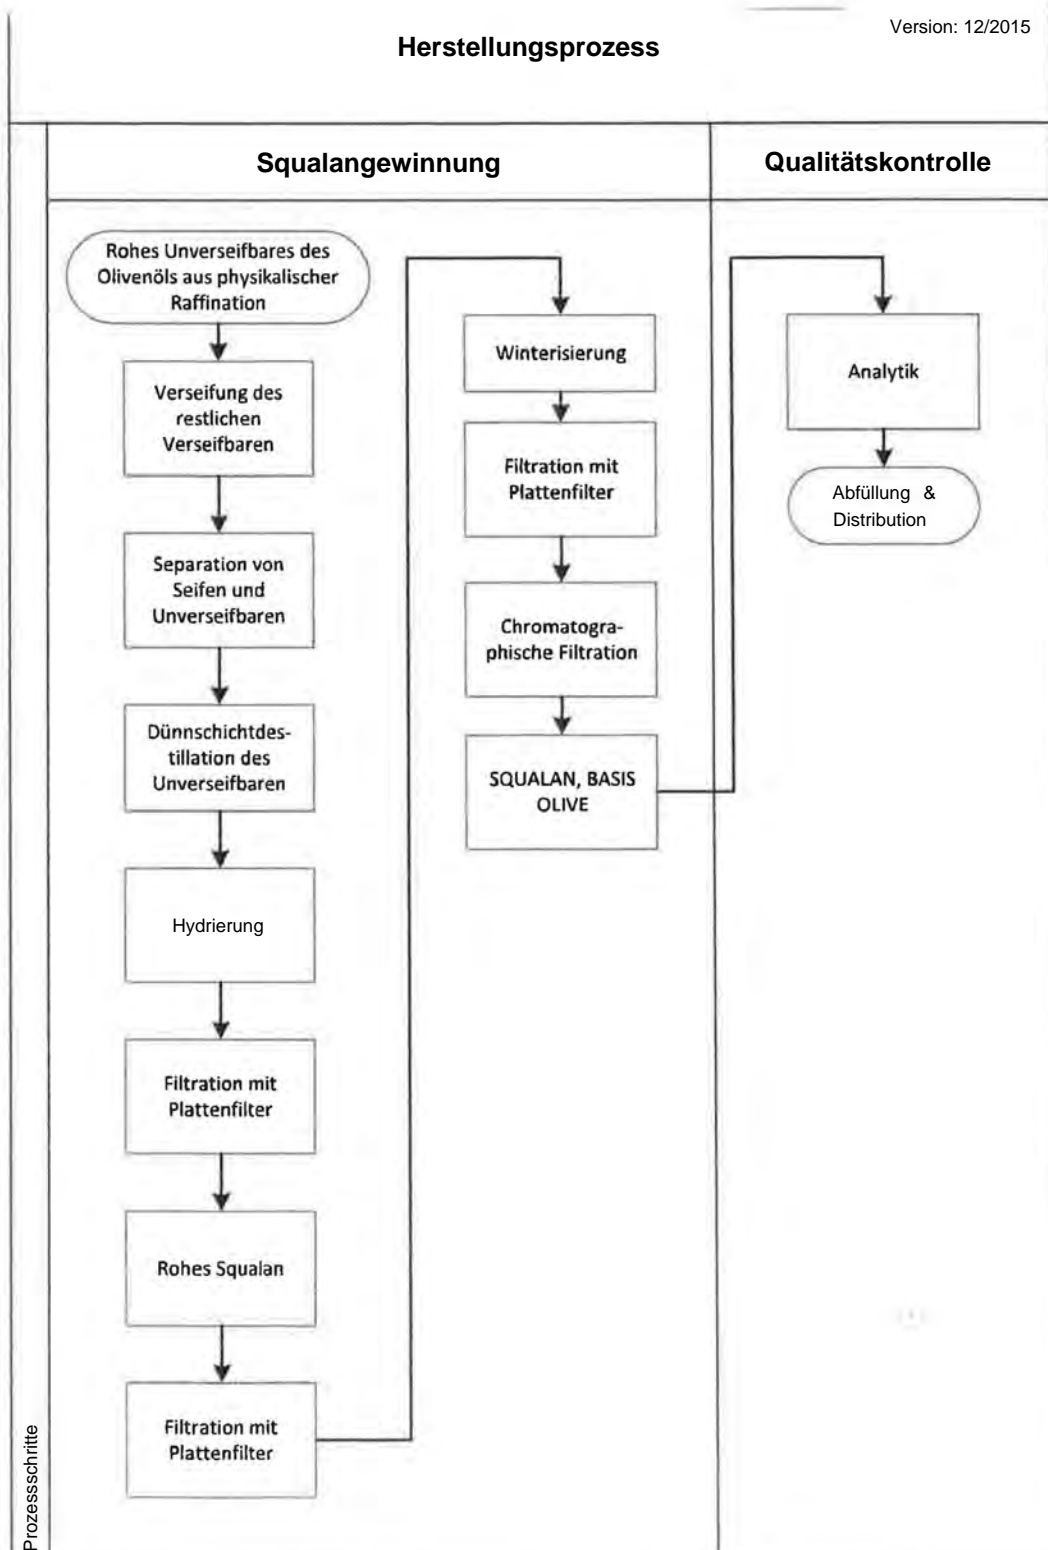 Version: 12/2015
Herstellungsprozess
Squalangewinnung
Qualitätskontrolle
Rohes Unverseifbares des
Olivenöls aus physikalischer
Raffination
Verseifung des
restlichen
Verseifbaren
Separation von
Seifen und
Unverseifbaren
Dünnschichtdes-
tillation des
Unverseifbaren
Hydrierung
Filtration mit
Plattenfilter
Rohes Squalan
Filtration mit
Plattenfilter
Winterisierung
Filtration mit
Plattenfilter
Chromatogra-
phische Filtration
SQUALAN, BASIS
OLIVE
Analytik
Abfüllung &
Distribution
Prozessschritte